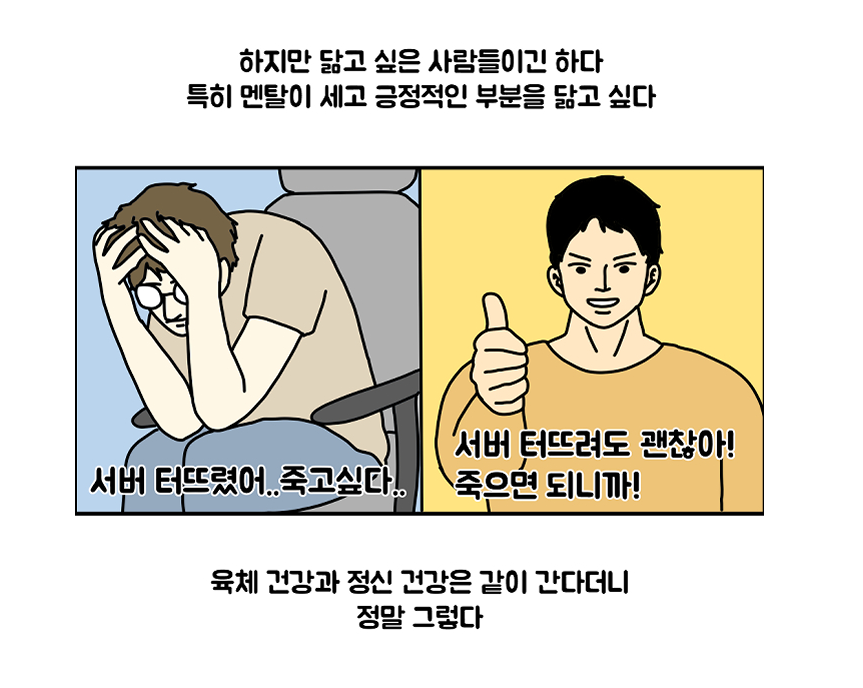 하지만 닮고 싶은 사람들이긴 하다
특히 멘탈이 세고 긍정적인 부분을 닮고 싶다
서버 터뜨렸어..죽고싶다..
서버 터뜨려도 괜찮아!
죽으면 되니까!
육체 건강과 정신 건강은 같이 간다더니
정말 그렇다